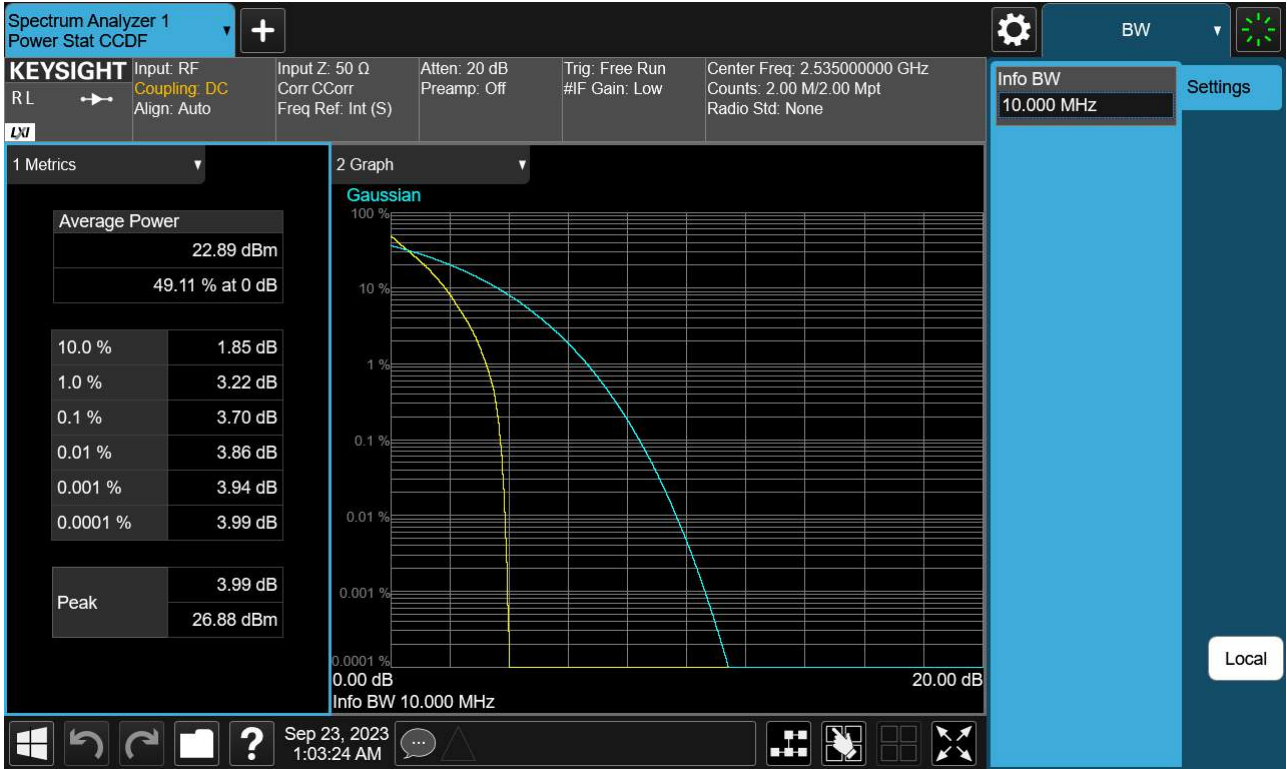 Spectrum Analyzer 1
Power Stat CCDF
+
BW
KEYSIGHT
RL
LXI
Input: RF
Coupling: DC
Align: Auto
Input Z: 50 Ω
Corr CCorr
Freq Ref: Int (S)
Atten: 20 dB
Preamp: Off
Trig: Free Run
#IF Gain: Low
Center Freq: 2.535000000 GHz
Counts: 2.00 M/2.00 Mpt
Radio Std: None
Info BW
10.000 MHz
Settings
1 Metrics
Average Power
22.89 dBm
49.11 % at 0 dB
10.0 % 1.85 dB
1.0 % 3.22 dB
0.1 % 3.70 dB
0.01 % 3.86 dB
0.001 % 3.94 dB
0.0001 % 3.99 dB
Peak
3.99 dB
26.88 dBm
2 Graph
Gaussian
100 %
10 %
1 %
0.1 %
0.01 %
0.001 %
0.0001 %
0.00 dB 20.00 dB
Info BW 10.000 MHz
Local
?
Sep 23, 2023
1:03:24 AM